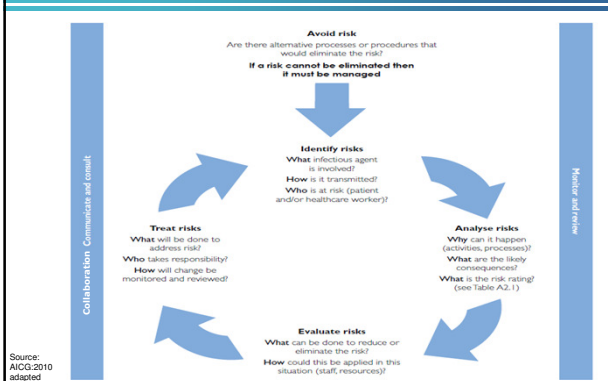 Avoid risk
Are there alternative processes or procedures that
would eliminate the risk?
If a risk cannot be eliminated then
it must be managed
Collaboration Communicate and consult
Monitor and review
Identify risks
What infectious agent
is involved?
How is it transmitted?
Who is at risk (patient
and/or healthcare worker)?
Analyse risks
Why can it happen
(activities, processes)?
What are the likely
consequences?
What is the risk rating?
(see Table A2.1)
Evaluate risks
What can be done to reduce or
eliminate the risk?
How could this be applied in this
situation (staff, resources)?
Treat risks
What will be done to
address risk?
Who takes responsibility?
How will change be
monitored and reviewed?
Source:
AICG:2010
adapted